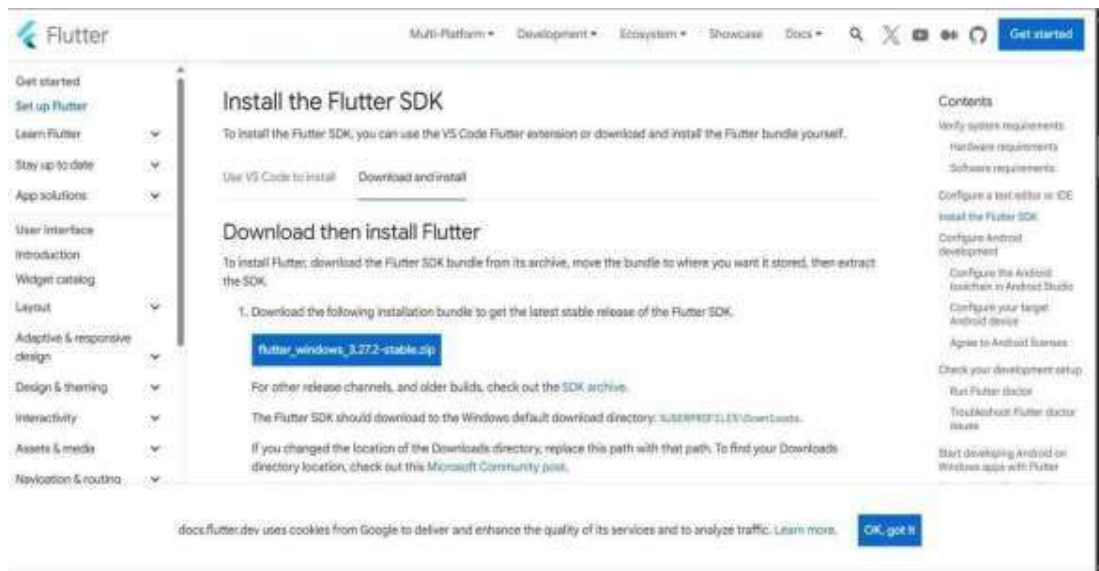 Flutter
Multi-Platform
Development
Ecosystem
Showcase
Docs
Get started
Get started
Set up Flutter
Learn Flutter
Stay up to date
App solutions
User interface
Introduction
Widget catalog
Layout
Adaptive & responsive
design
Design & theming
Interactivity
Assets & media
Navigation & routing
Install the Flutter SDK
To install the Flutter SDK, you can use the VS Code Flutter extension or download and install the Flutter bundle yourself.
Use VS Code to install
Download and install
Download then install Flutter
To install Flutter, download the Flutter SDK bundle from its archive, move the bundle to where you want it stored, then extract
the SDK.
1. Download the following installation bundle to get the latest stable release of the Flutter SDK.
flutter_windows_3.27.2-stable.zip
For other release channels, and older builds, check out the SDK archive.
The Flutter SDK should download to the Windows default download directory: %USERPROFILE%\Downloads.
If you changed the location of the Downloads directory, replace this path with that path. To find your Downloads
directory location, check out this Microsoft Community post.
Contents
Verify system requirements
Hardware requirements
Software requirements
Configure a text editor or IDE
Install the Flutter SDK
Configure Android
development
Configure the Android
toolchain in Android Studio
Configure your target
Android device
Agree to Android licenses
Check your development setup
Run Flutter doctor
Troubleshoot Flutter doctor
issues
Start developing Android on
Windows apps with Flutter
docs.flutter.dev uses cookies from Google to deliver and enhance the quality of its services and to analyze traffic. Learn more.
OK, got it